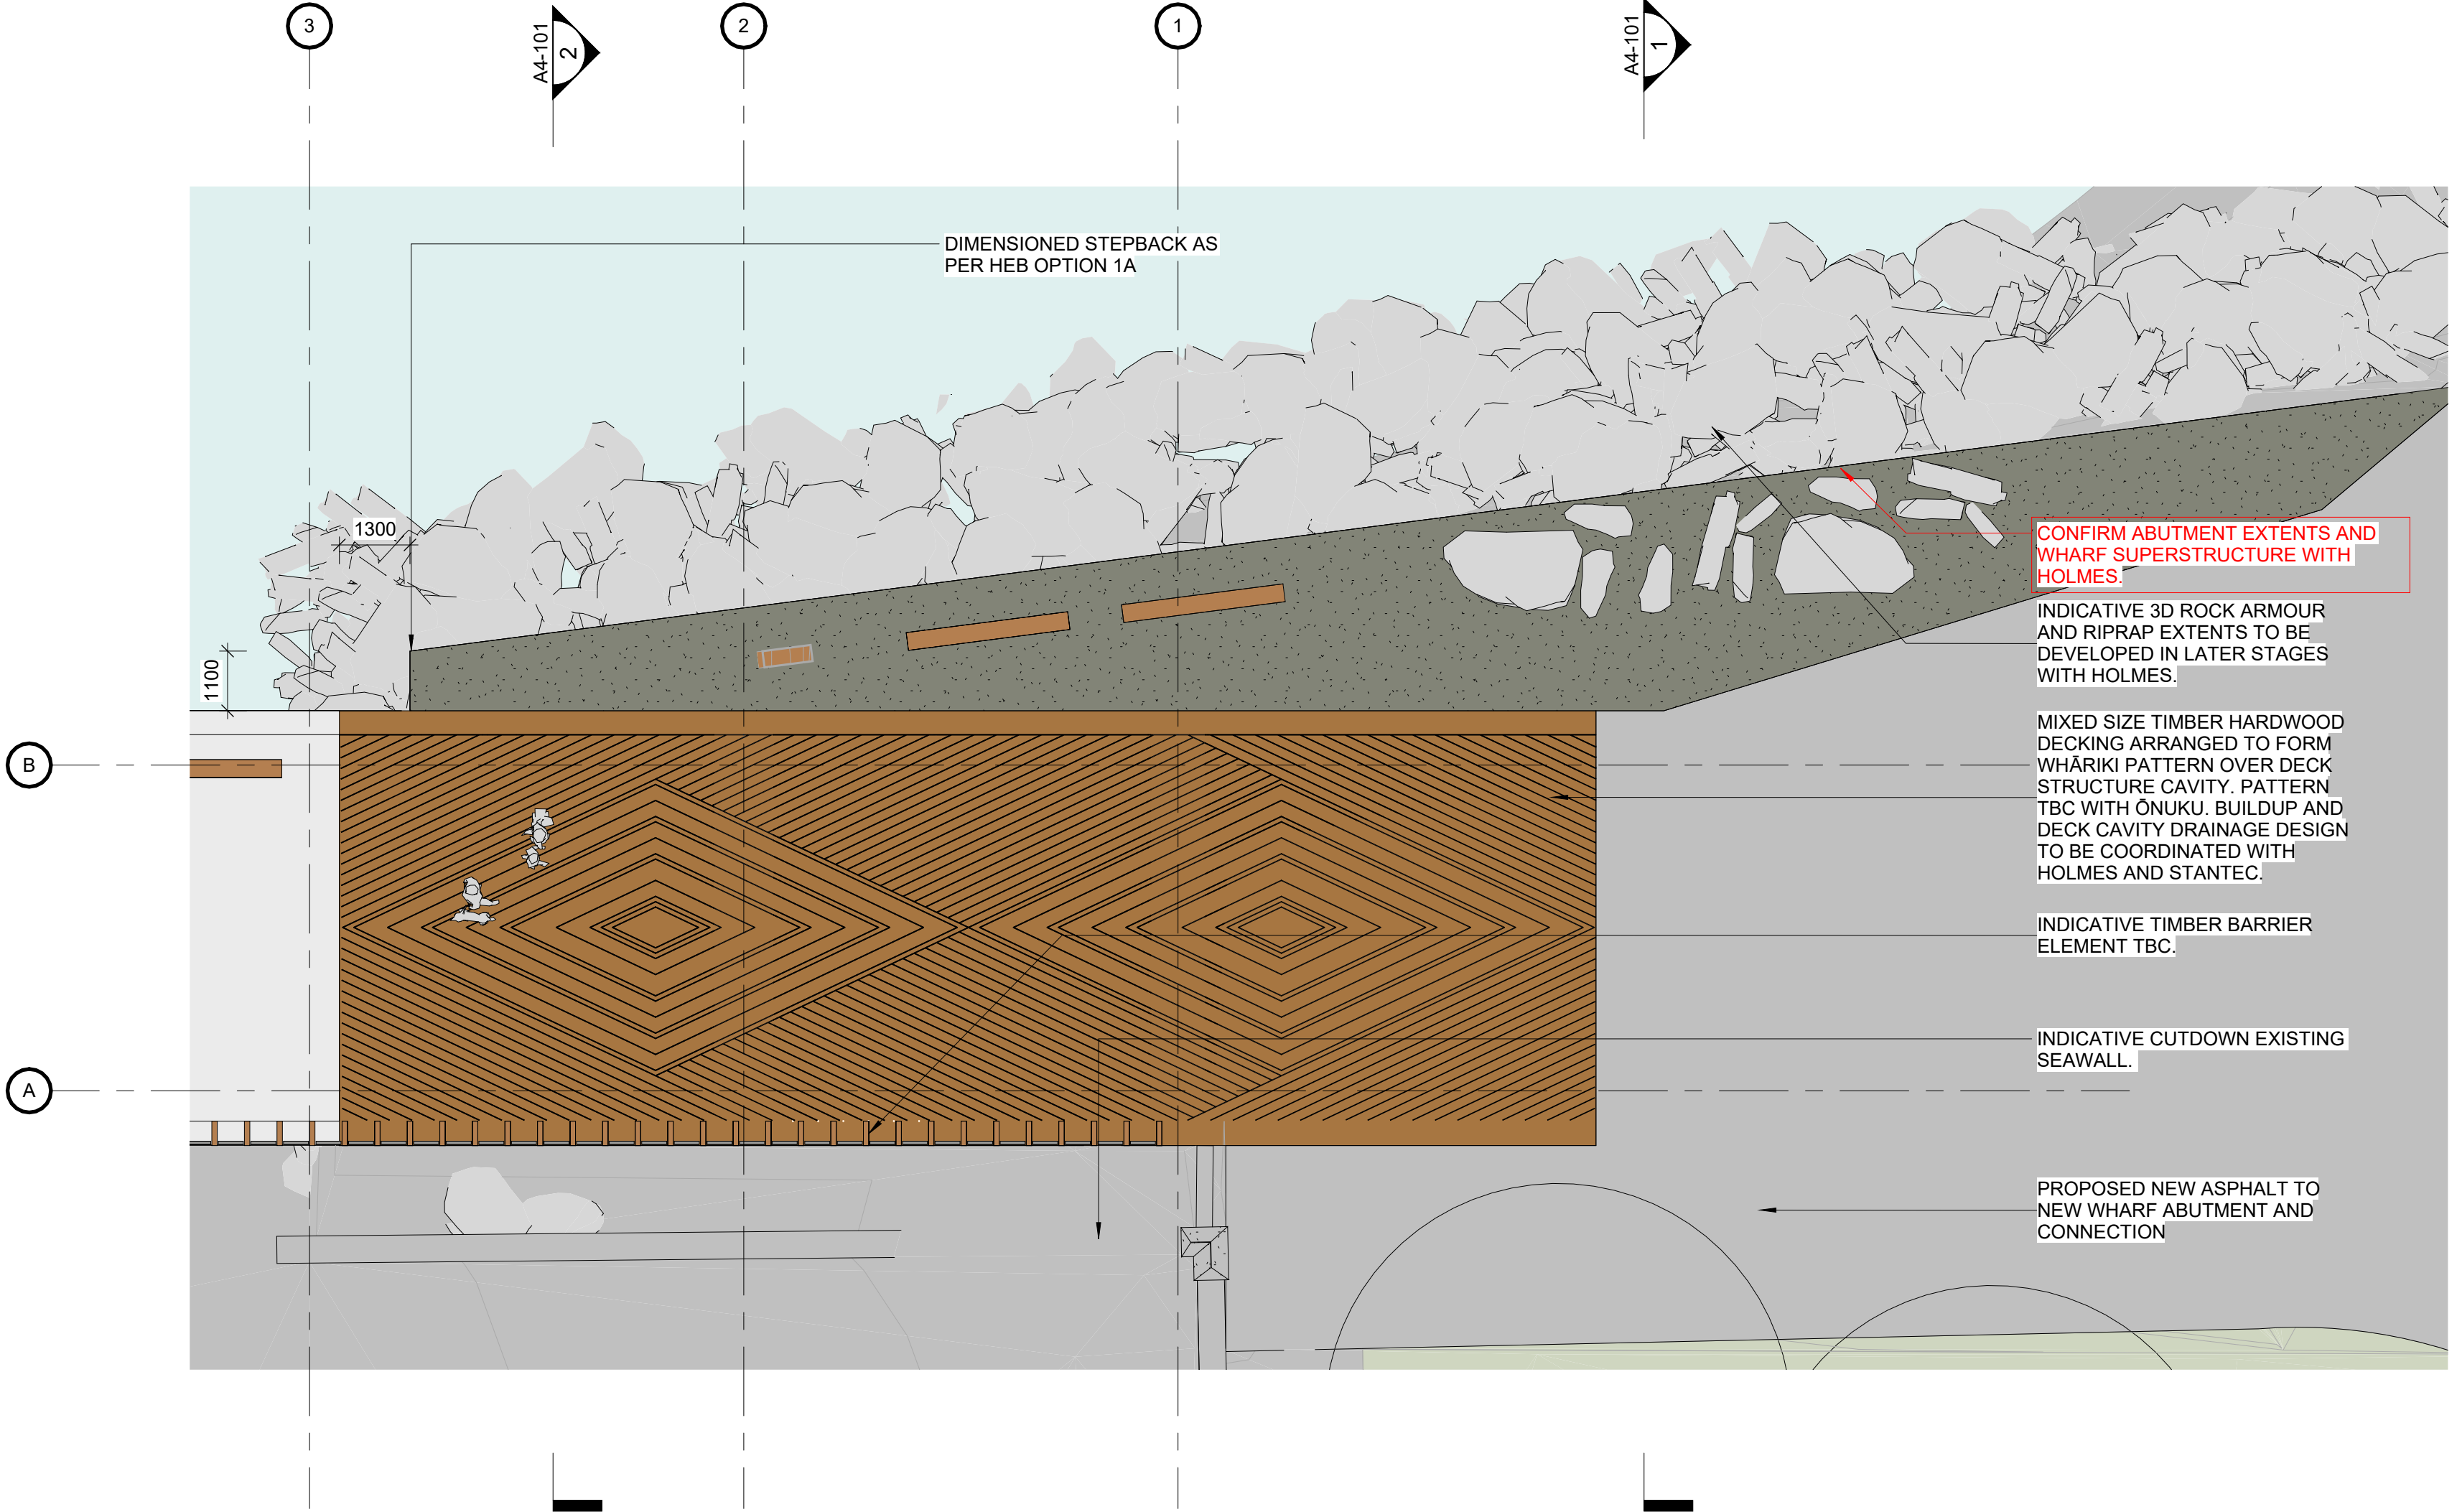 3
A4-101
2
2
1
A4-101
1
DIMENSIONED STEPBACK AS
PER HEB OPTION 1A
1300
CONFIRM ABUTMENT EXTENTS AND
WHARF SUPERSTRUCTURE WITH
HOLMES.
INDICATIVE 3D ROCK ARMOUR
AND RIPRAP EXTENTS TO BE
DEVELOPED IN LATER STAGES
WITH HOLMES.
1100
MIXED SIZE TIMBER HARDWOOD
DECKING ARRANGED TO FORM
WHĀRIKI PATTERN OVER DECK
STRUCTURE CAVITY. PATTERN
TBC WITH ŌNUKU. BUILDUP AND
DECK CAVITY DRAINAGE DESIGN
TO BE COORDINATED WITH
HOLMES AND STANTEC.
B
INDICATIVE TIMBER BARRIER
ELEMENT TBC.
INDICATIVE CUTDOWN EXISTING
SEAWALL.
A
PROPOSED NEW ASPHALT TO
NEW WHARF ABUTMENT AND
CONNECTION